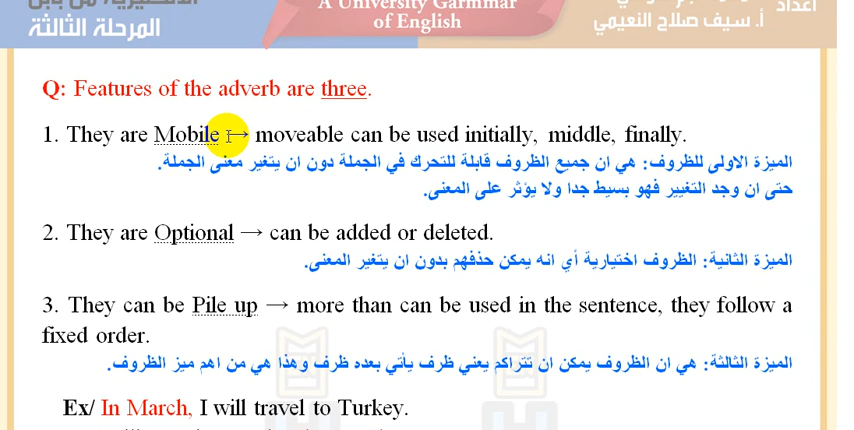 المرحلة الثالثة
A University Garmmar
of English
اعداد
أ. سيف صلاح النعيمي
Q: Features of the adverb are three.
1. They are Mobile → moveable can be used initially, middle, finally.
الميزة الاولى للظروف: هي ان جميع الظروف قابلة للتحرك في الجملة دون ان يتغير معنى الجملة.
حتى ان وجد التغيير فهو بسيط جدا ولا يؤثر على المعنى.
2. They are Optional → can be added or deleted.
الميزة الثانية: الظروف اختيارية أي انه يمكن حذفهم بدون ان يتغير المعنى.
3. They can be Pile up → more than can be used in the sentence, they follow a
fixed order.
الميزة الثالثة: هي ان الظروف يمكن ان تتراكم يعني ظرف يأتي بعده ظرف وهذا هي من اهم ميز الظروف.
Ex/ In March, I will travel to Turkey.